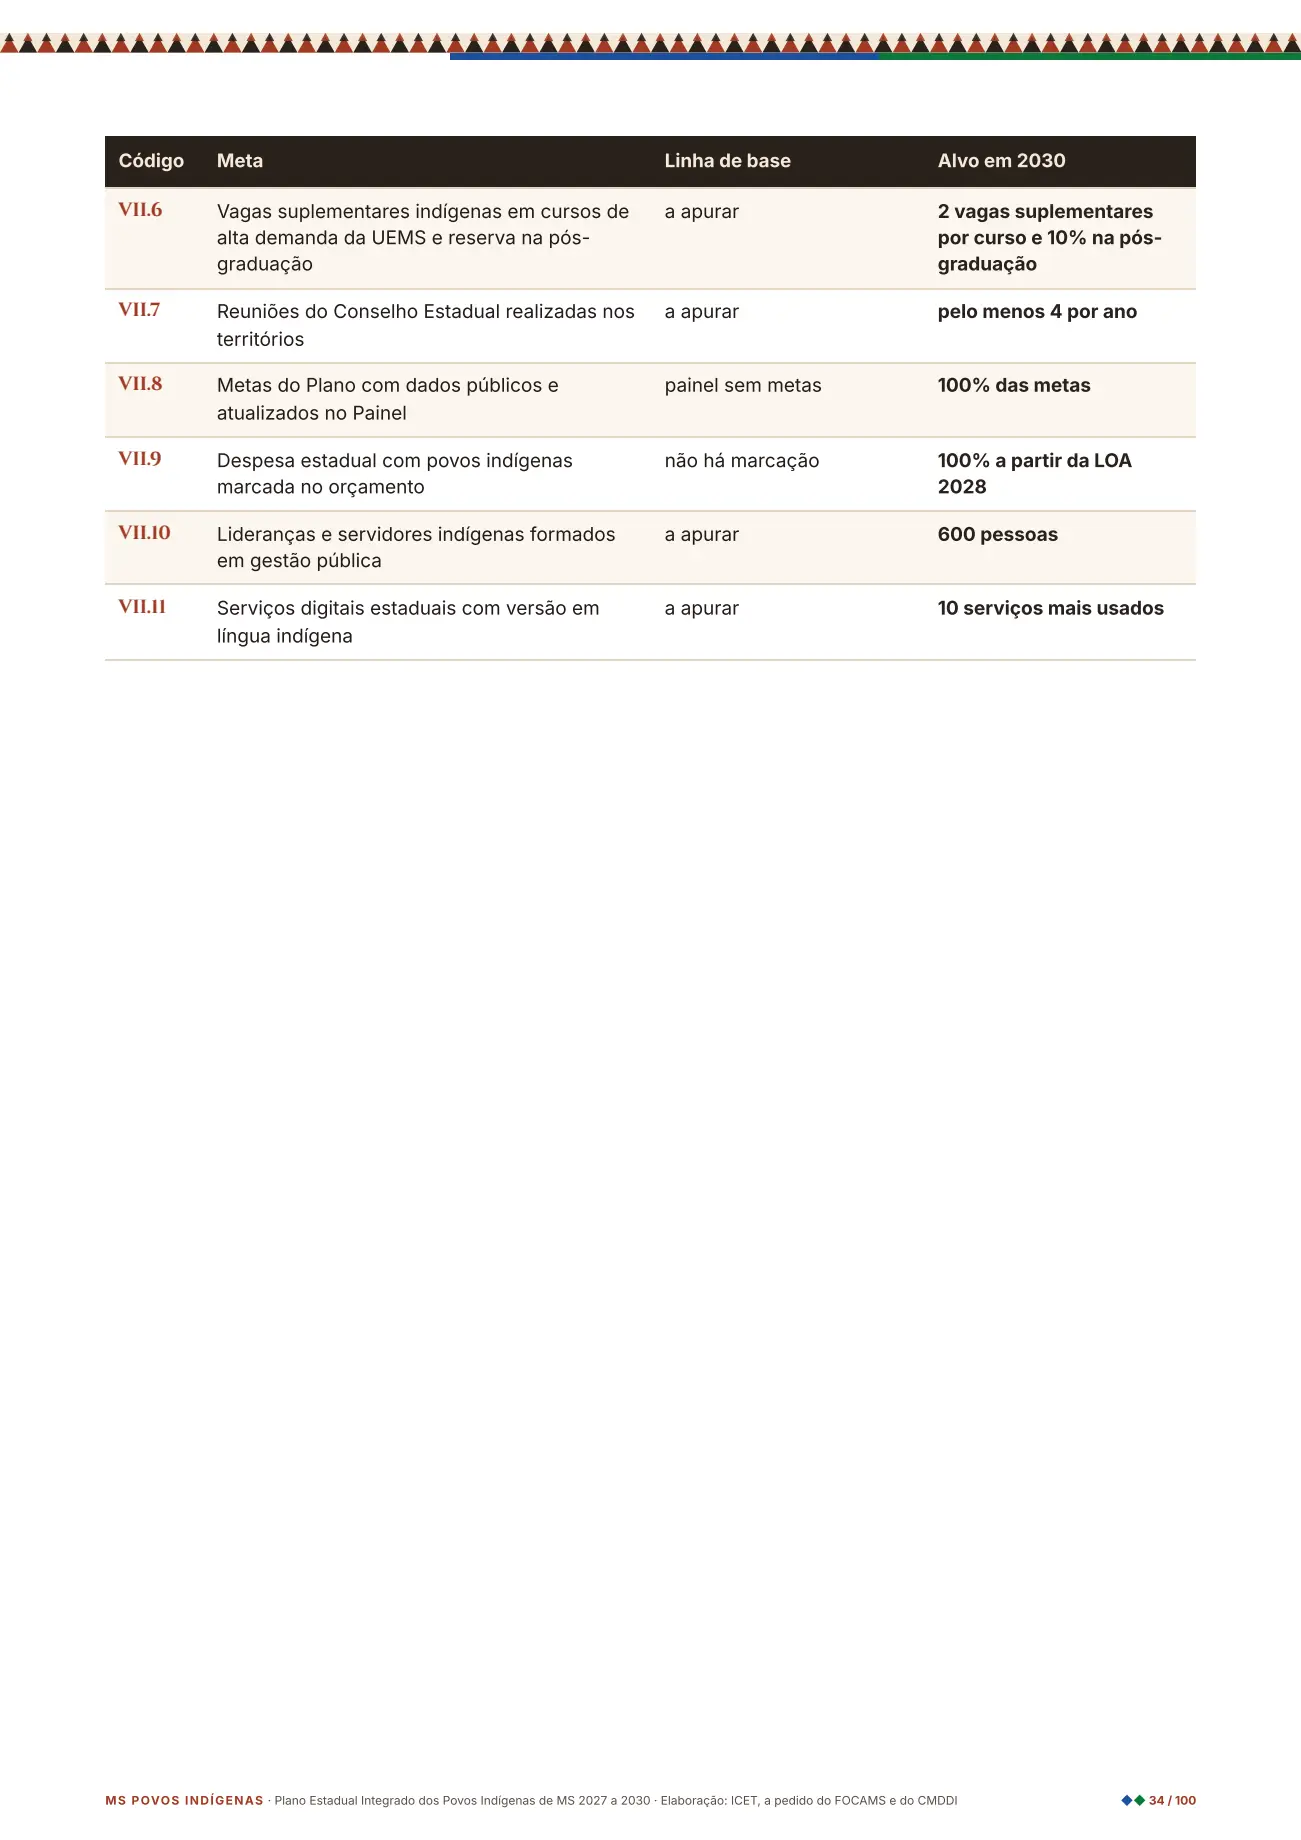 Código Meta Linha de base Alvo em 2030
VII.6 Vagas suplementares indígenas em cursos de a apurar 2 vagas suplementares
alta demanda da UEMS e reserva na pós- por curso e 10% na pós-
graduação graduação
VII.7 Reuniões do Conselho Estadual realizadas nos a apurar pelo menos 4 por ano
territórios
VII.8 Metas do Plano com dados públicos e painel sem metas 100% das metas
atualizados no Painel
VII.9 Despesa estadual com povos indígenas não há marcação 100% a partir da LOA
marcada no orçamento 2028
VII.10 Lideranças e servidores indígenas formados a apurar 600 pessoas
em gestão pública
VII.11 Serviços digitais estaduais com versão em a apurar 10 serviços mais usados
língua indígena
MS POVOS INDÍGENAS · Plano Estadual Integrado dos Povos Indígenas de MS 2027 a 2030 · Elaboração: ICET, a pedido do FOCAMS e do CMDDI 34 / 100